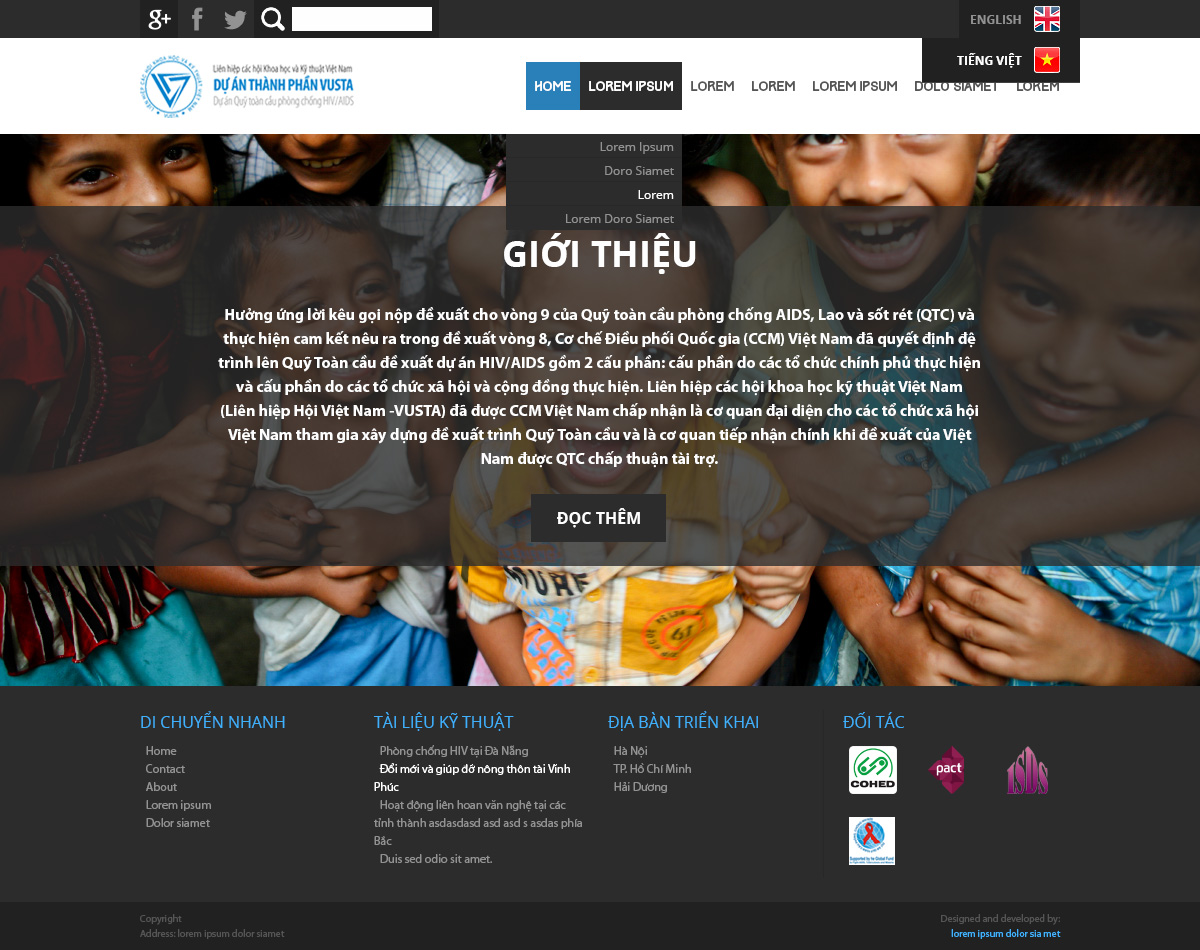 g+
ENGLISH
TIẾNG VIỆT
Liên hiệp các hội Khoa học và Kỹ thuật Việt Nam
DỰ ÁN THÀNH PHẦN VUSTA
Dự án Quỹ toàn cầu phòng chống HIV/AIDS
HOME
LOREM IPSUM
LOREM
LOREM
LOREM IPSUM
DOLO SIAMET
LOREM
Lorem Ipsum
Doro Siamet
Lorem
Lorem Doro Siamet
GIỚI THIỆU
Hưởng ứng lời kêu gọi nộp đề xuất cho vòng 9 của Quỹ toàn cầu phòng chống AIDS, Lao và sốt rét (QTC) và
thực hiện cam kết nêu ra trong đề xuất vòng 8, Cơ chế Điều phối Quốc gia (CCM) Việt Nam đã quyết định đệ
trình lên Quỹ Toàn cầu đề xuất dự án HIV/AIDS gồm 2 cấu phần: cấu phần do các tổ chức chính phủ thực hiện
và cấu phần do các tổ chức xã hội và cộng đồng thực hiện. Liên hiệp các hội khoa học kỹ thuật Việt Nam
(Liên hiệp Hội Việt Nam -VUSTA) đã được CCM Việt Nam chấp nhận là cơ quan đại diện cho các tổ chức xã hội
Việt Nam tham gia xây dựng đề xuất trình Quỹ Toàn cầu và là cơ quan tiếp nhận chính khi đề xuất của Việt
Nam được QTC chấp thuận tài trợ.
ĐỌC THÊM
DI CHUYỂN NHANH
Home
Contact
About
Lorem ipsum
Dolor siamet
TÀI LIỆU KỸ THUẬT
Phòng chống HIV tại Đà Nẵng
Đổi mới và giúp đỡ nông thôn tài Vính
Phúc
Hoạt động liên hoan văn nghệ tại các
tỉnh thành asdasdasd asd asd s asdas phía
Bắc
Duis sed odio sit amet.
ĐỊA BÀN TRIỂN KHAI
Hà Nội
TP. Hồ Chí Minh
Hải Dương
ĐỐI TÁC
COHED
pact
Copyright
Address: lorem ipsum dolor siamet
Designed and developed by:
lorem ipsum dolor sia met